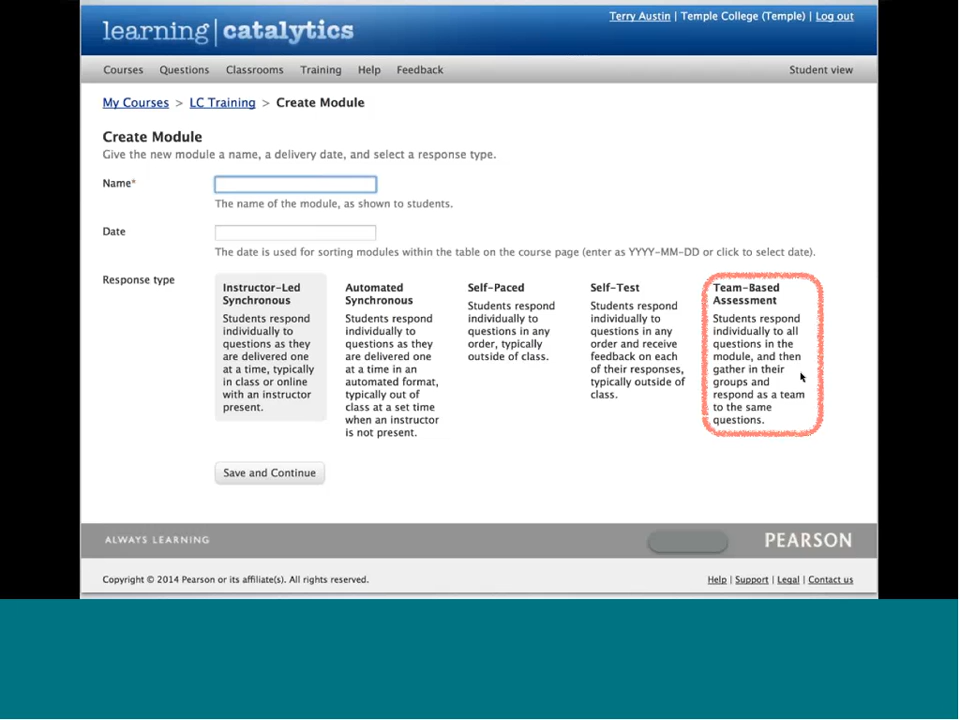 learning | catalytics
Terry Austin | Temple College (Temple) | Log out
Courses Questions Classrooms Training Help Feedback Student view
My Courses > LC Training > Create Module
Create Module
Give the new module a name, a delivery date, and select a response type.
Name*
The name of the module, as shown to students.
Date
The date is used for sorting modules within the table on the course page (enter as YYYY-MM-DD or click to select date).
Response type
Instructor-Led
Synchronous
Students respond
individually to
questions as they
are delivered one
at a time, typically
in class or online
with an instructor
present.
Automated
Synchronous
Students respond
individually to
questions as they
are delivered one
at a time in an
automated format,
typically out of
class at a set time
when an instructor
is not present.
Self-Paced
Students respond
individually to
questions in any
order, typically
outside of class.
Self-Test
Students respond
individually to
questions in any
order and receive
feedback on each
of their responses,
typically outside of
class.
Team-Based
Assessment
Students respond
individually to all
questions in the
module, and then
gather in their
groups and
respond as a team
to the same
questions.
Save and Continue
ALWAYS LEARNING
PEARSON
Copyright © 2014 Pearson or its affiliate(s). All rights reserved.
Help | Support | Legal | Contact us